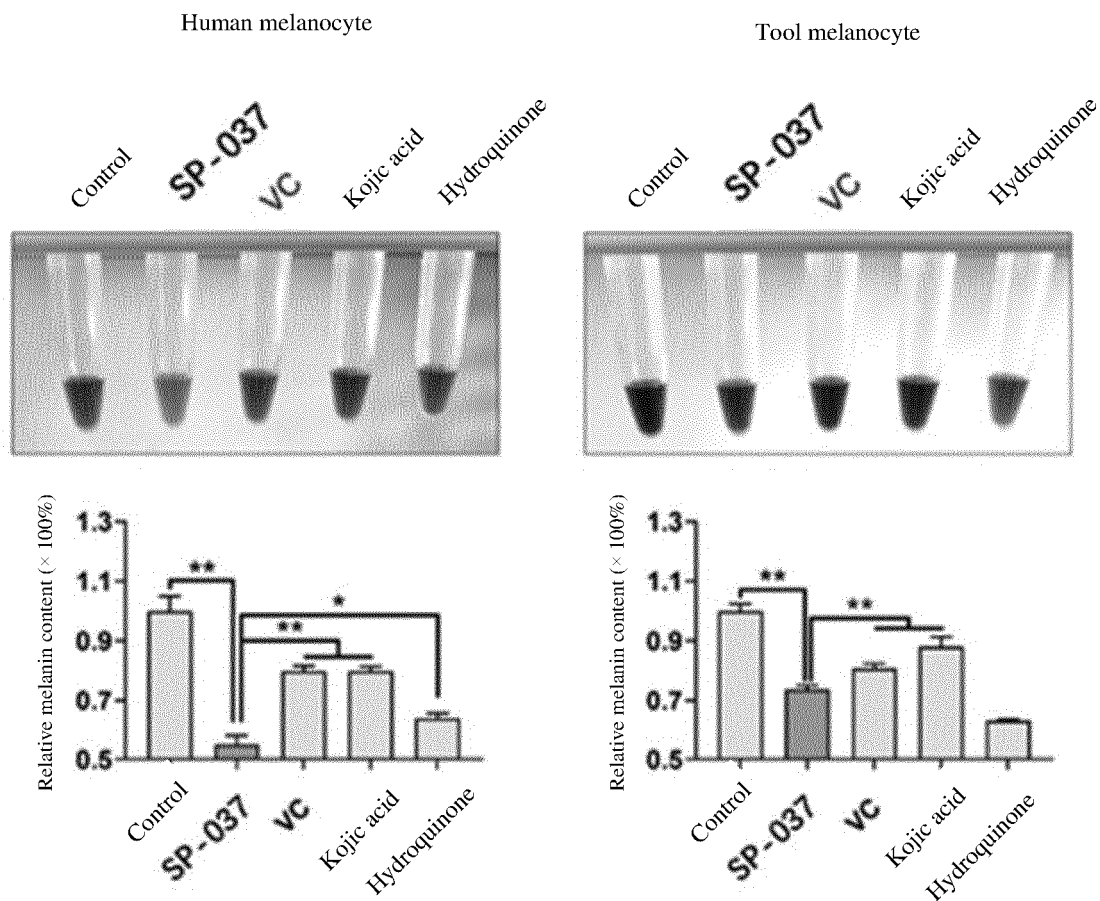 Human melanocyte
Control
SP-037
VC
Kojic acid
Hydroquinone
Relative melanin content (× 100%)
1.3
1.1
0.9
0.7
0.5
**
*
**
Control
SP-037
VC
Kojic acid
Hydroquinone
Tool melanocyte
Control
SP-037
VC
Kojic acid
Hydroquinone
Relative melanin content (× 100%)
1.3
1.1
0.9
0.7
0.5
**
**
Control
SP-037
VC
Kojic acid
Hydroquinone